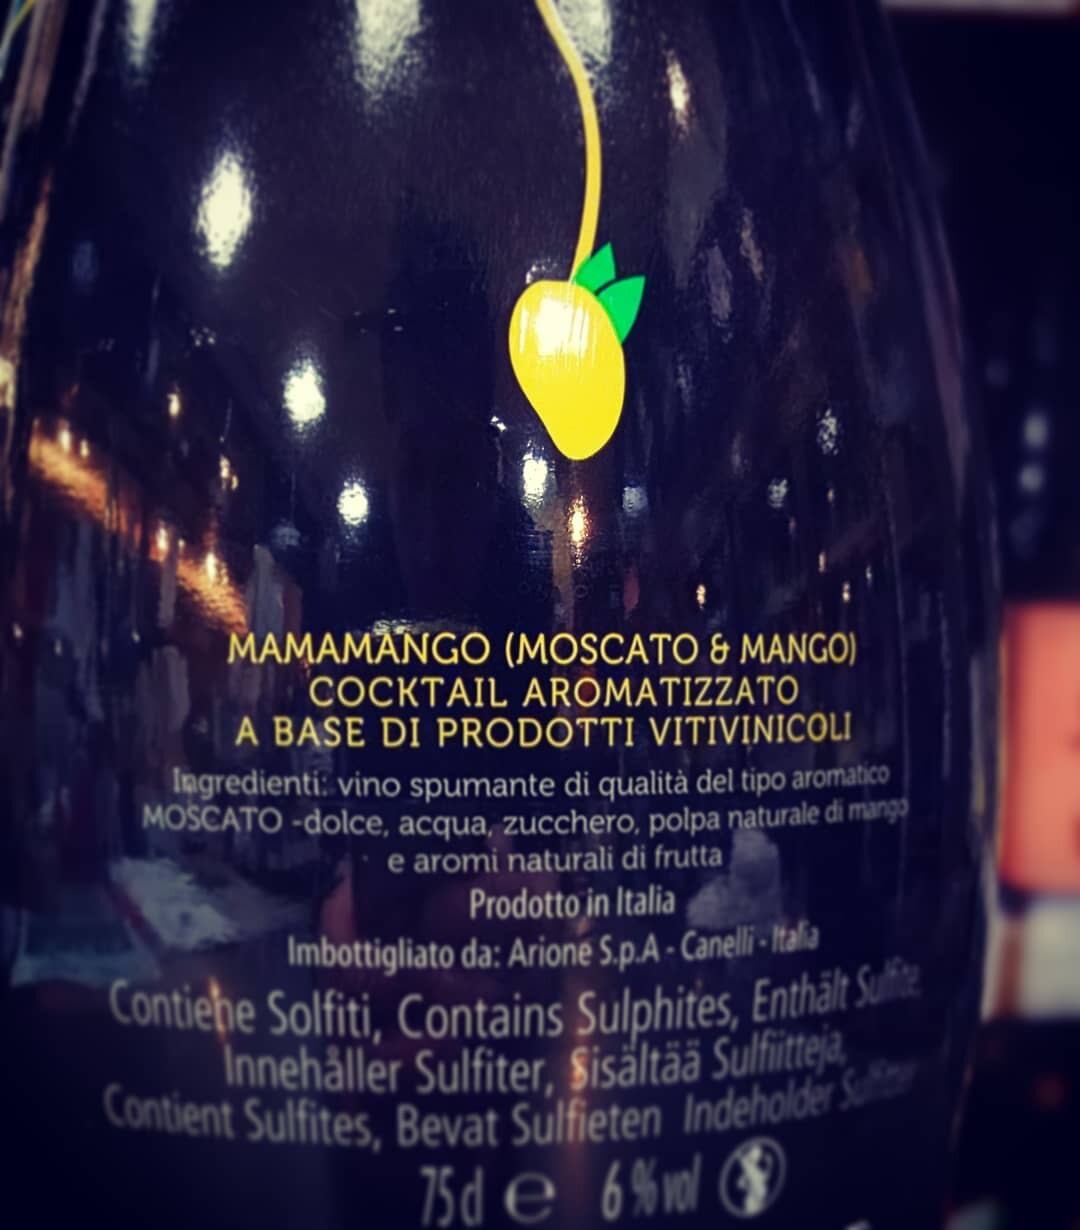 MAMAMANGO (MOSCATO & MANGO)
COCKTAIL AROMATIZZATO
A BASE DI PRODOTTI VITIVINICOLI
Ingredienti: vino spumante di qualità del tipo aromatico
MOSCATO -dolce, acqua, zucchero, polpa naturale di mango
e aromi naturali di frutta
Prodotto in Italia
Imbottigliato da: Arione S.p.A - Canelli - Italia
Contiene Solfiti, Contains Sulphites, Enthält Sulfite,
Innehåller Sulfiter, Sisältää Sulfiitteja,
Contient Sulfites, Bevat Sulfieten Indeholder Sulfitter
75cl e 6 % vol